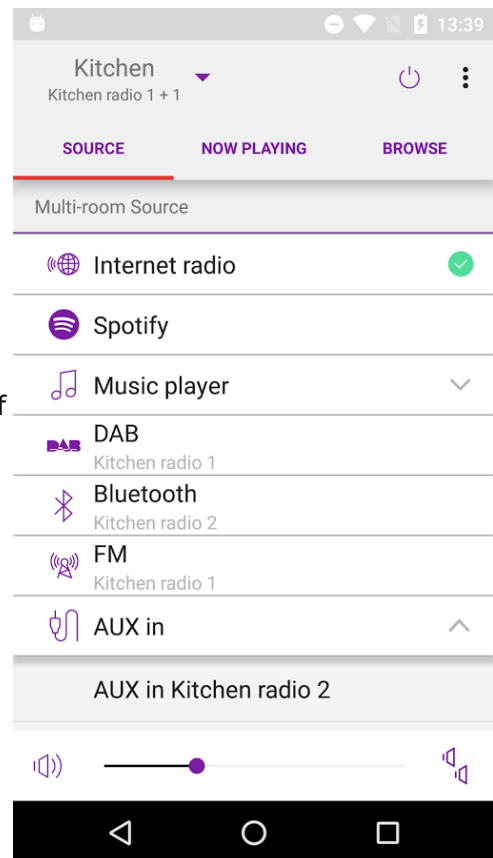 13:39
Kitchen
Kitchen radio 1 + 1
SOURCE NOW PLAYING BROWSE
Multi-room Source
Internet radio
Spotify
Music player
f
DAB
DAB
Kitchen radio 1
Bluetooth
Kitchen radio 2
FM
Kitchen radio 1
AUX in
AUX in Kitchen radio 2